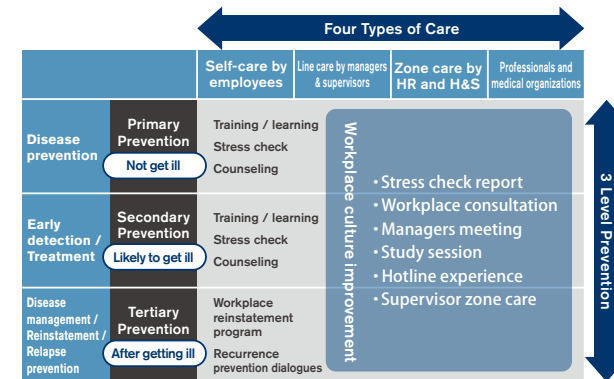 Four Types of Care
Self-care by
employees
Line care by managers
& supervisors
Zone care by
HR and H&S
Professionals and
medical organizations
Disease
prevention
Primary
Prevention
Not get ill
Training / learning
Stress check
Counseling
Early
detection /
Treatment
Secondary
Prevention
Likely to get ill
Training / learning
Stress check
Counseling
Disease
management /
Reinstatement /
Relapse
prevention
Tertiary
Prevention
After getting ill
Workplace
reinstatement
program
Recurrence
prevention dialogues
Workplace culture improvement
・Stress check report
・Workplace consultation
・Managers meeting
・Study session
・Hotline experience
・Supervisor zone care
3 Level Prevention